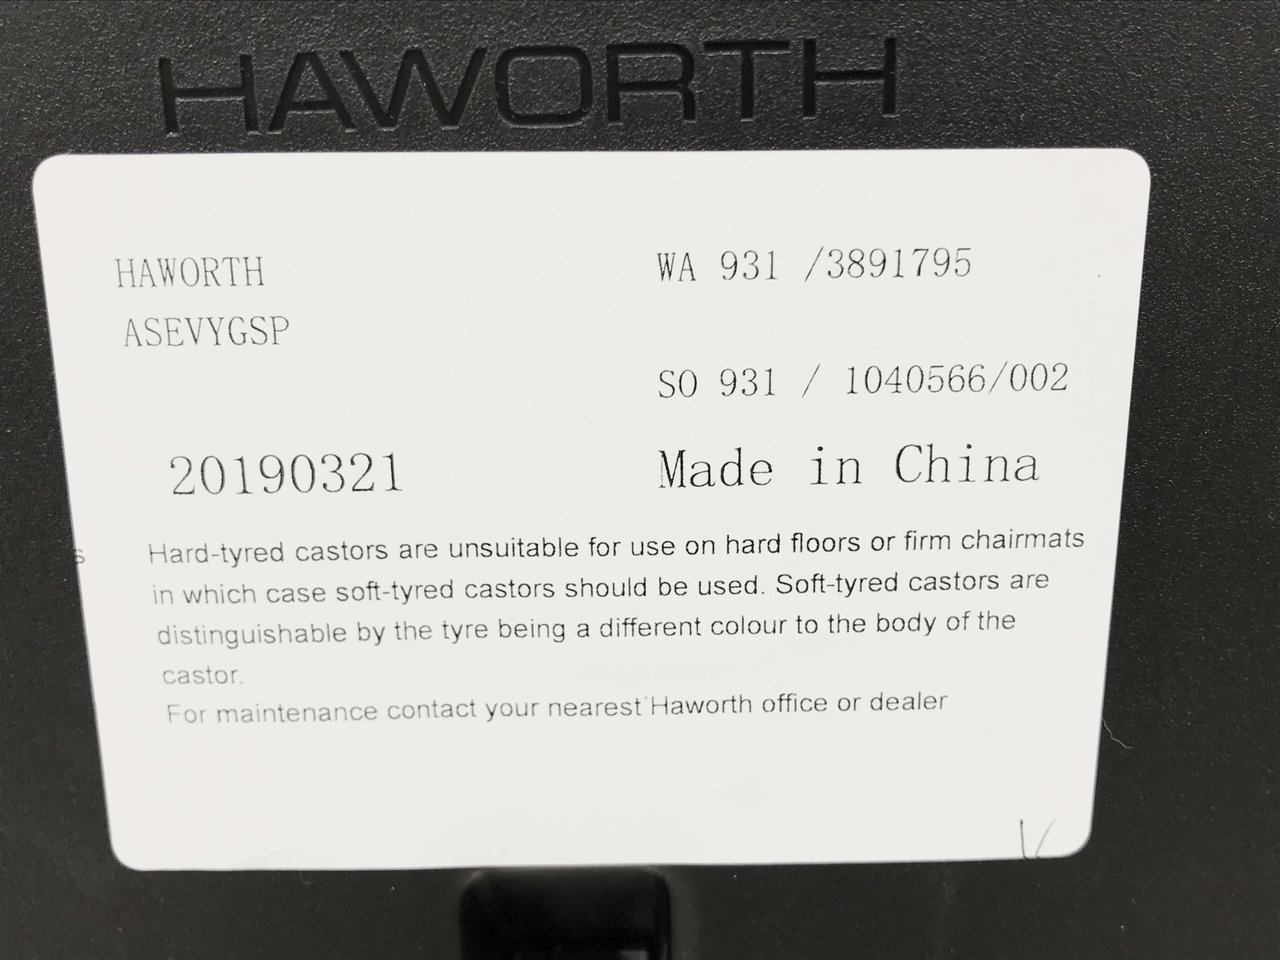 HAWORTH
HAWORTH
ASEVYGSP
WA 931 /3891795
SO 931 / 1040566/002
20190321
Made in China
s
Hard-tyred castors are unsuitable for use on hard floors or firm chairmats
in which case soft-tyred castors should be used. Soft-tyred castors are
distinguishable by the tyre being a different colour to the body of the
castor.
For maintenance contact your nearest Haworth office or dealer